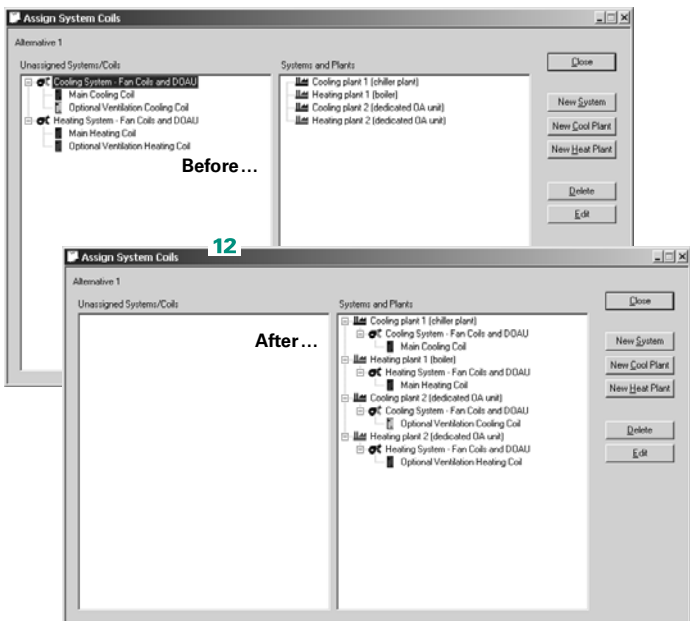 Assign System Coils
Alternative 1
Unassigned Systems/Coils
Cooling System - Fan Coils and DOAU
Main Cooling Coil
Optional Ventilation Cooling Coil
Heating System - Fan Coils and DOAU
Main Heating Coil
Optional Ventilation Heating Coil
Before...
Systems and Plants
Cooling plant 1 (chiller plant)
Heating plant 1 (boiler)
Cooling plant 2 (dedicated OA unit)
Heating plant 2 (dedicated OA unit)
Close
New System
New Cool Plant
New Heat Plant
Delete
Edit
12
Assign System Coils
Alternative 1
Unassigned Systems/Coils
After...
Systems and Plants
Cooling plant 1 (chiller plant)
Cooling System - Fan Coils and DOAU
Main Cooling Coil
Heating plant 1 (boiler)
Heating System - Fan Coils and DOAU
Main Heating Coil
Cooling plant 2 (dedicated OA unit)
Cooling System - Fan Coils and DOAU
Optional Ventilation Cooling Coil
Heating plant 2 (dedicated OA unit)
Heating System - Fan Coils and DOAU
Optional Ventilation Heating Coil
Close
New System
New Cool Plant
New Heat Plant
Delete
Edit